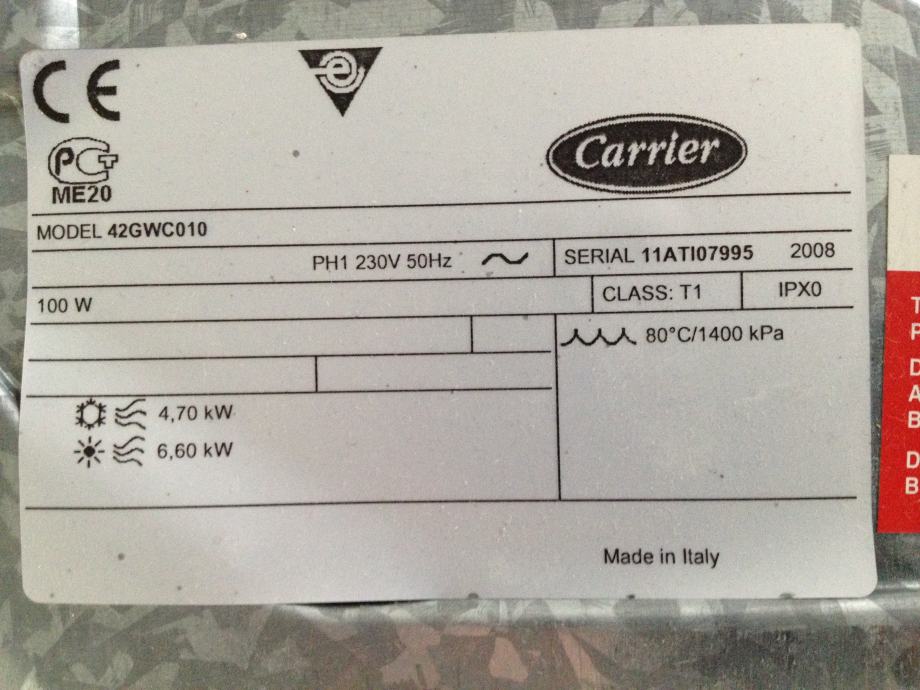 CE
e
Carrier
PCT
ME20
MODEL 42GWC010
PH1 230V 50Hz
SERIAL 11ATI07995 2008
100 W
CLASS: T1
IPX0
80°C/1400 kPa
4,70 kW
6,60 kW
Made in Italy
T
P
D
A
B
D
B